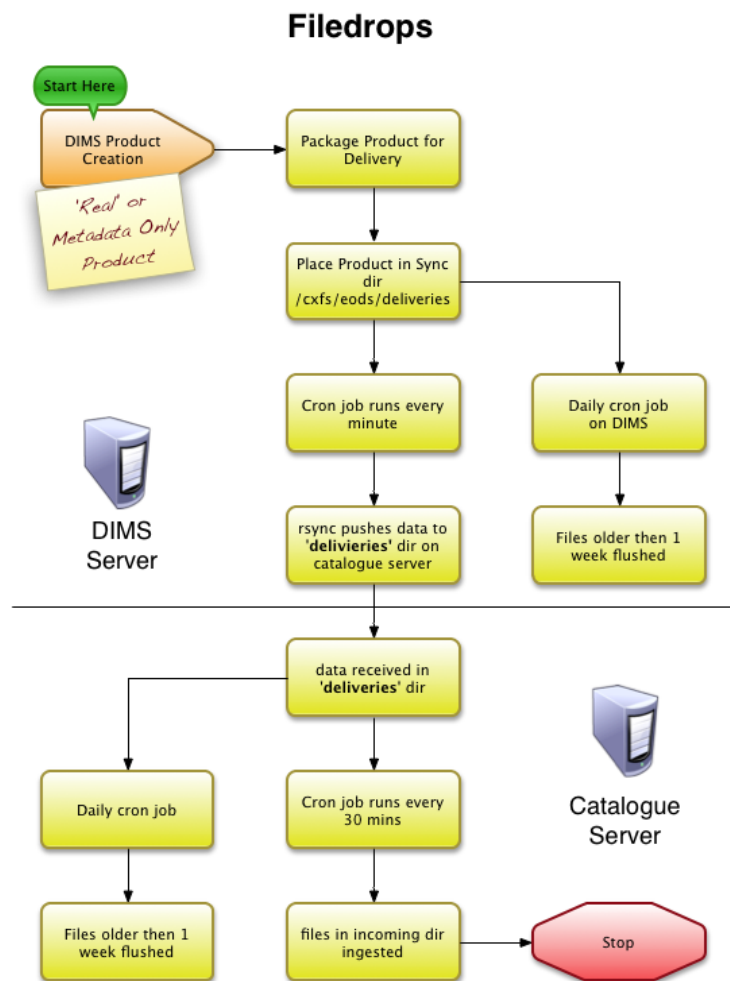 Filedrops
Start Here
DIMS Product
Creation
'Real' or
Metadata Only
Product
Package Product for
Delivery
Place Product in Sync
dir
/cxfs/eods/deliveries
Cron job runs every
minute
Daily cron job
on DIMS
rsync pushes data to
'delivieries' dir on
catalogue server
Files older then 1
week flushed
DIMS
Server
data received in
'deliveries' dir
Daily cron job
Cron job runs every
30 mins
Catalogue
Server
Files older then 1
week flushed
files in incoming dir
ingested
Stop